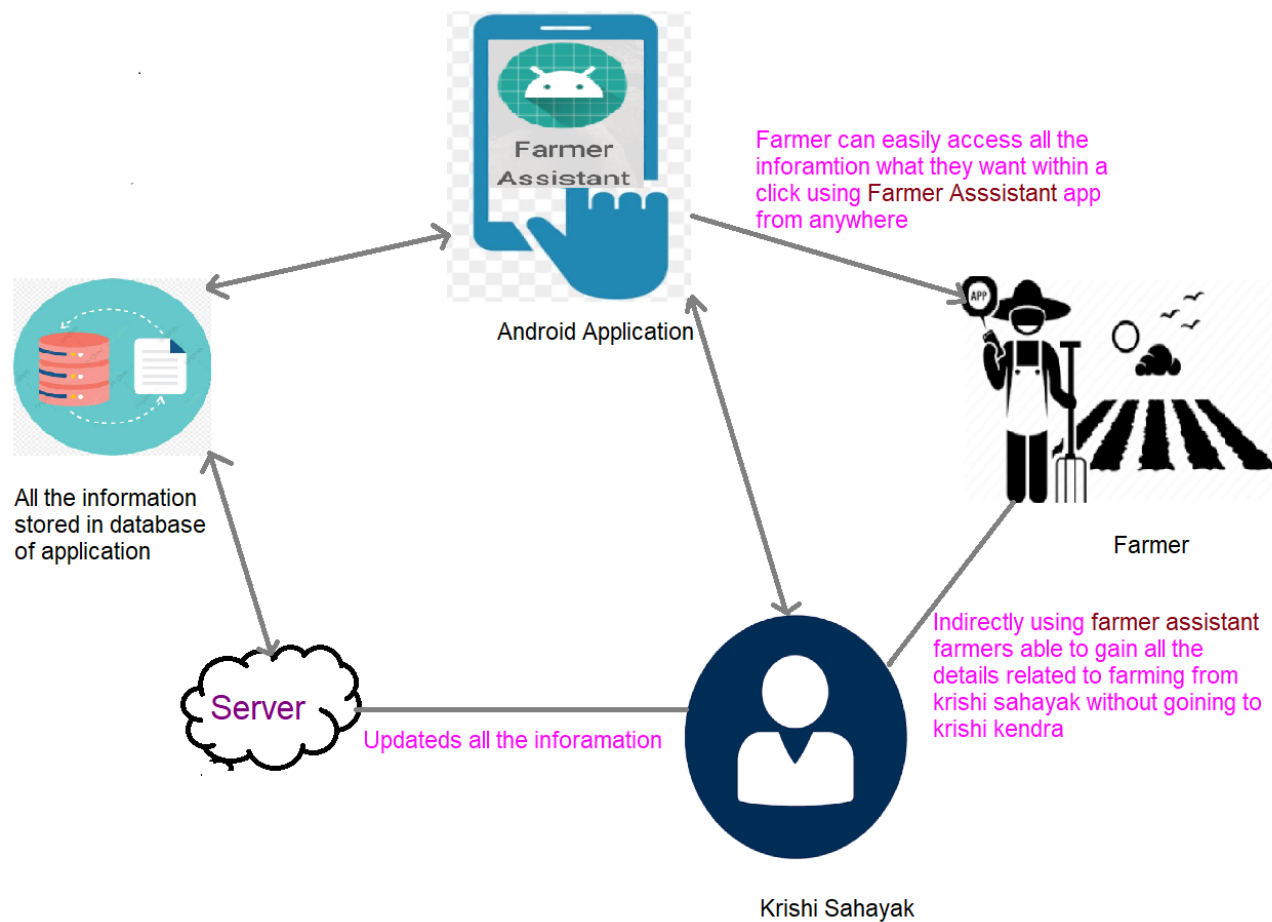 Farmer
Assistant
Android Application
Farmer can easily access all the
inforamtion what they want within a
click using Farmer Asssistant app
from anywhere
APP
Farmer
All the information
stored in database
of application
Server
Updateds all the inforamation
Indirectly using farmer assistant
farmers able to gain all the
details related to farming from
krishi sahayak without goining to
krishi kendra
Krishi Sahayak